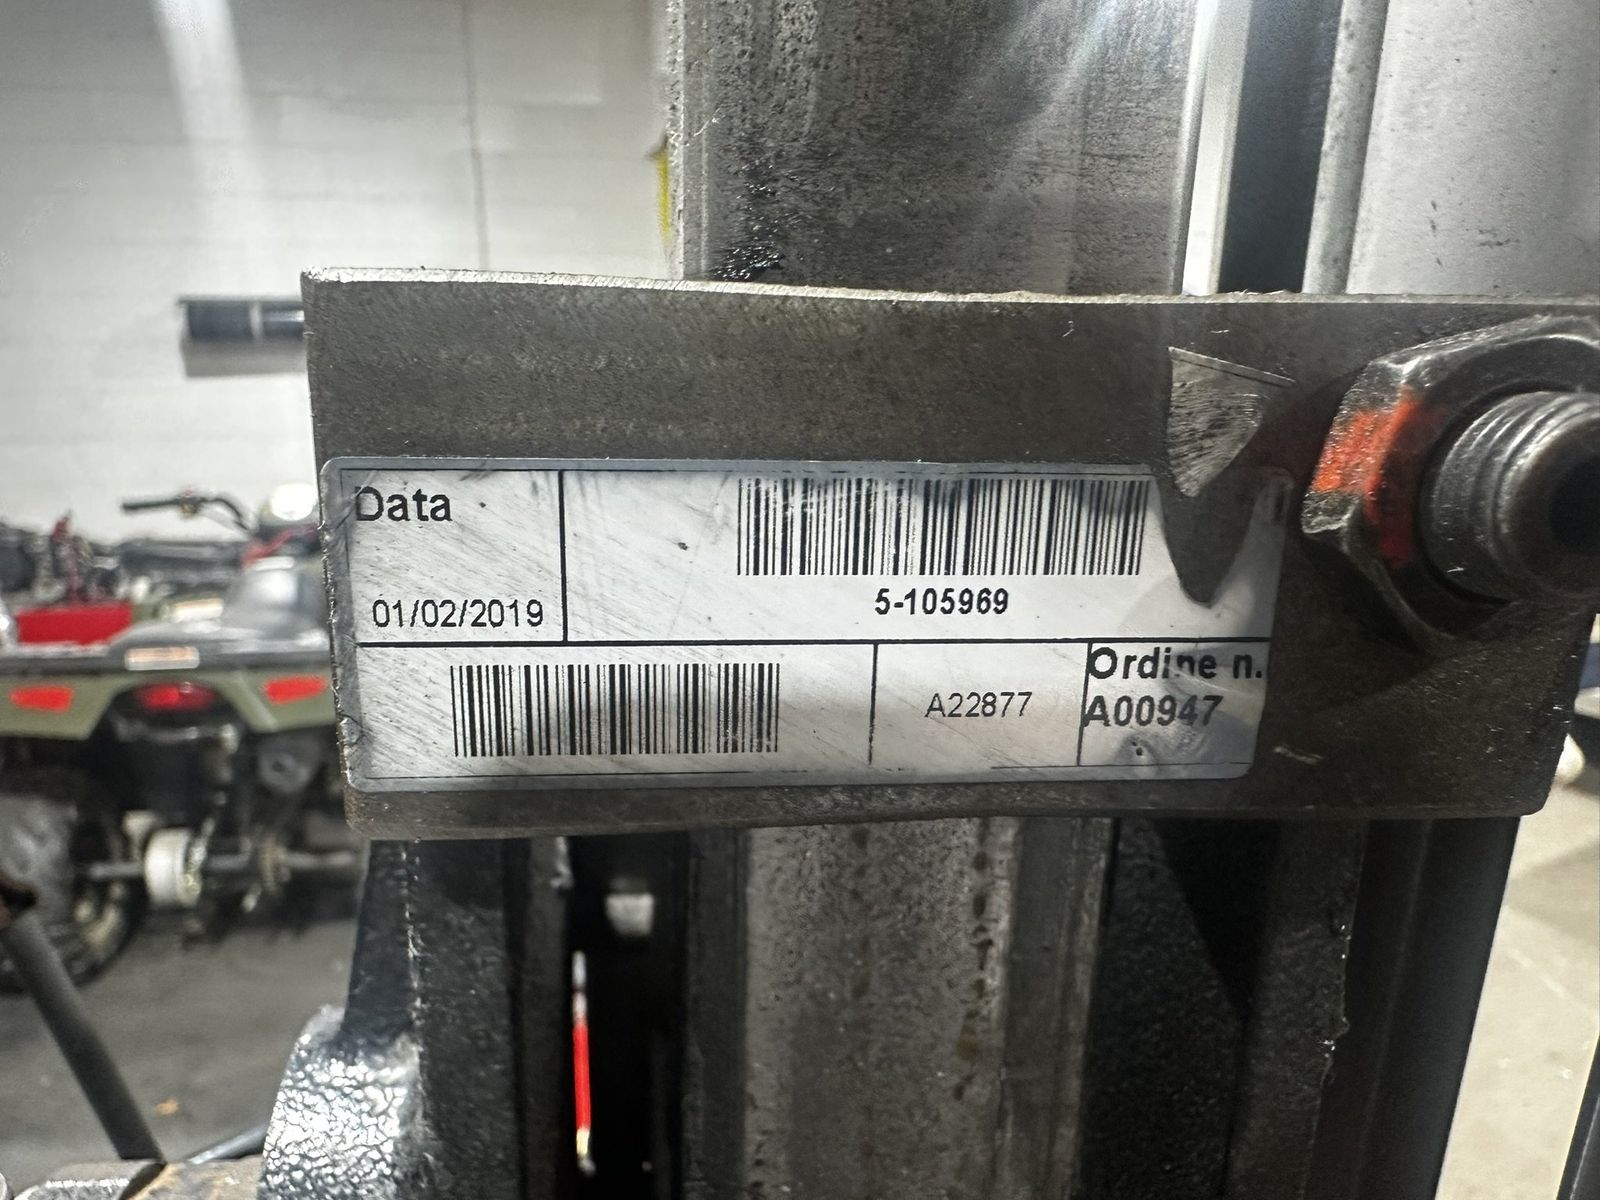 Data
01/02/2019
5-105969
A22877
Ordine n.
A00947